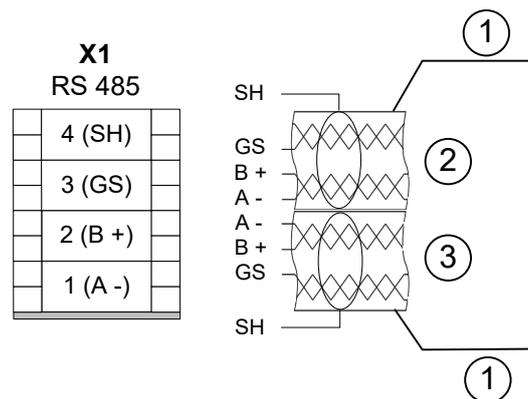 X1
RS 485
4 (SH)
3 (GS)
2 (B +)
1 (A -)
SH
GS
B +
A -
A -
B +
GS
SH
1
2
3
1